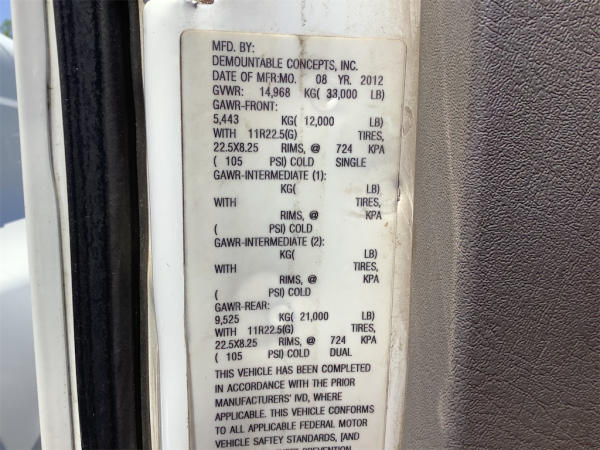 MFD. BY:
DEMOUNTABLE CONCEPTS, INC.
DATE OF MFR:MO. 08 YR. 2012
GVWR: 14,968 KG( 33,000 LB)
GAWR-FRONT:
5,443 KG( 12,000 LB)
WITH 11R22.5(G) TIRES,
22.5X8.25 RIMS, @ 724 KPA
( 105 PSI) COLD SINGLE
GAWR-INTERMEDIATE (1):
KG( LB)
WITH TIRES,
RIMS, @ KPA
( PSI) COLD
GAWR-INTERMEDIATE (2):
KG( LB)
WITH TIRES,
RIMS, @ KPA
( PSI) COLD
GAWR-REAR:
9,525 KG( 21,000 LB)
WITH 11R22.5(G) TIRES,
22.5X8.25 RIMS, @ 724 KPA
( 105 PSI) COLD DUAL
THIS VEHICLE HAS BEEN COMPLETED
IN ACCORDANCE WITH THE PRIOR
MANUFACTURERS' IVD, WHERE
APPLICABLE. THIS VEHICLE CONFORMS
TO ALL APPLICABLE FEDERAL MOTOR
VEHICLE SAFTEY STANDARDS, [AND